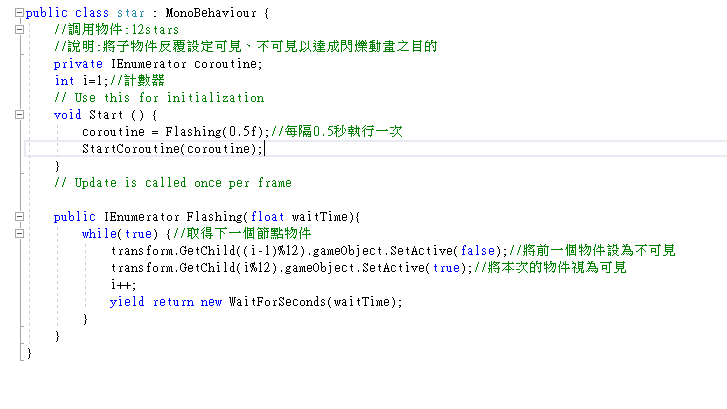 public class star : MonoBehaviour {
//調用物件:12stars
//說明:將子物件反覆設定可見、不可見以達成閃爍動畫之目的
private IEnumerator coroutine;
int i=1;//計數器
// Use this for initialization
void Start () {
coroutine = Flashing(0.5f);//每隔0.5秒執行一次
StartCoroutine(coroutine);
}
// Update is called once per frame
public IEnumerator Flashing(float waitTime){
while(true) {//取得下一個節點物件
transform.GetChild((i-1)%12).gameObject.SetActive(false);//將前一個物件設為不可見
transform.GetChild(i%12).gameObject.SetActive(true);//將本次的物件視為可見
i++;
yield return new WaitForSeconds(waitTime);
}
}
}